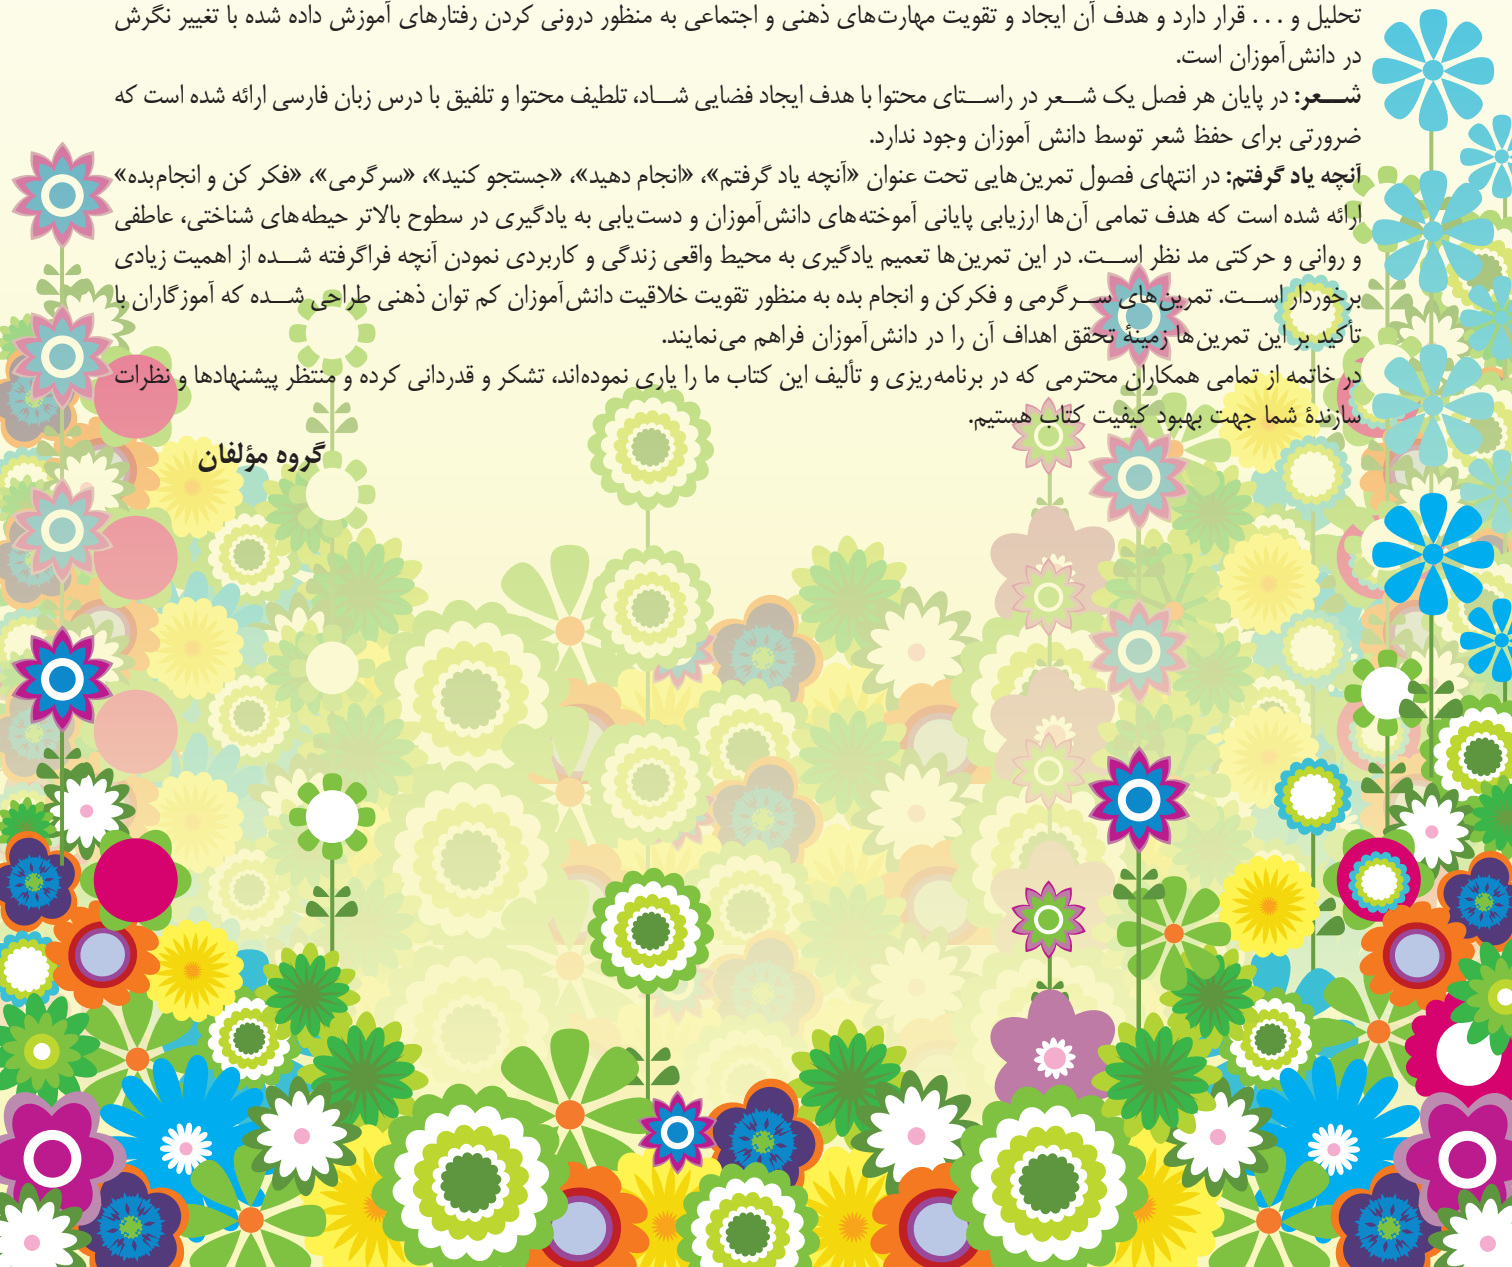 تحلیل و . . . قرار دارد و هدف آن ایجاد و تقویت مهارت‌های ذهنی و اجتماعی به منظور درونی کردن رفتارهای آموزش داده شده با تغییر نگرش
در دانش‌آموزان است.
شـــعر: در پایان هر فصل یک شــعر در راســتای محتوا با هدف ایجاد فضایی شــاد، تلطیف محتوا و تلفیق با درس زبان فارسی ارائه شده است که
ضرورتی برای حفظ شعر توسط دانش آموزان وجود ندارد.
آنچه یاد گرفتم: در انتهای فصول تمرین‌هایی تحت عنوان «آنچه یاد گرفتم»، «انجام دهید»، «جستجو کنید»، «سرگرمی»، «فکر کن و انجام‌بده»
ارائه شده است که هدف تمامی آن‌ها ارزیابی پایانی آموخته‌های دانش‌آموزان و دست‌یابی به یادگیری در سطوح بالاتر حیطه‌های شناختی، عاطفی
و روانی و حرکتی مد نظر اســت. در این تمرین‌ها تعمیم یادگیری به محیط واقعی زندگی و کاربردی نمودن آنچه فراگرفته شــده از اهمیت زیادی
برخوردار اســت. تمرین‌های ســرگرمی و فکرکن و انجام بده به منظور تقویت خلاقیت دانش‌آموزان کم توان ذهنی طراحی شــده که آموزگاران با
تأکید بر این تمرین‌ها زمینهٔ تحقق اهداف آن را در دانش‌آموزان فراهم می‌نمایند.
در خاتمه از تمامی همکاران محترمی که در برنامه‌ریزی و تألیف این کتاب ما را یاری نموده‌اند، تشکر و قدردانی کرده و منتظر پیشنهادها و نظرات
سازندهٔ شما جهت بهبود کیفیت کتاب هستیم.
گروه مؤلفان